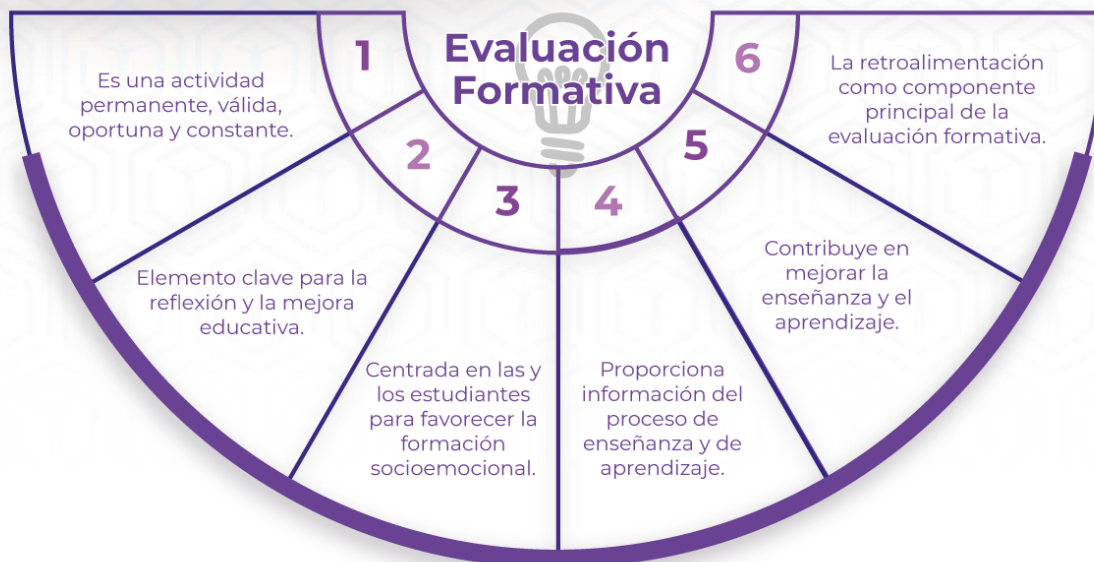 Evaluación
Formativa
1
Es una actividad
permanente, válida,
oportuna y constante.
2
Elemento clave para la
reflexión y la mejora
educativa.
3
Centrada en las y
los estudiantes
para favorecer la
formación
socioemocional.
4
Proporciona
información del
proceso de
enseñanza y de
aprendizaje.
5
Contribuye en
mejorar la
enseñanza y el
aprendizaje.
6
La retroalimentación
como componente
principal de la
evaluación formativa.